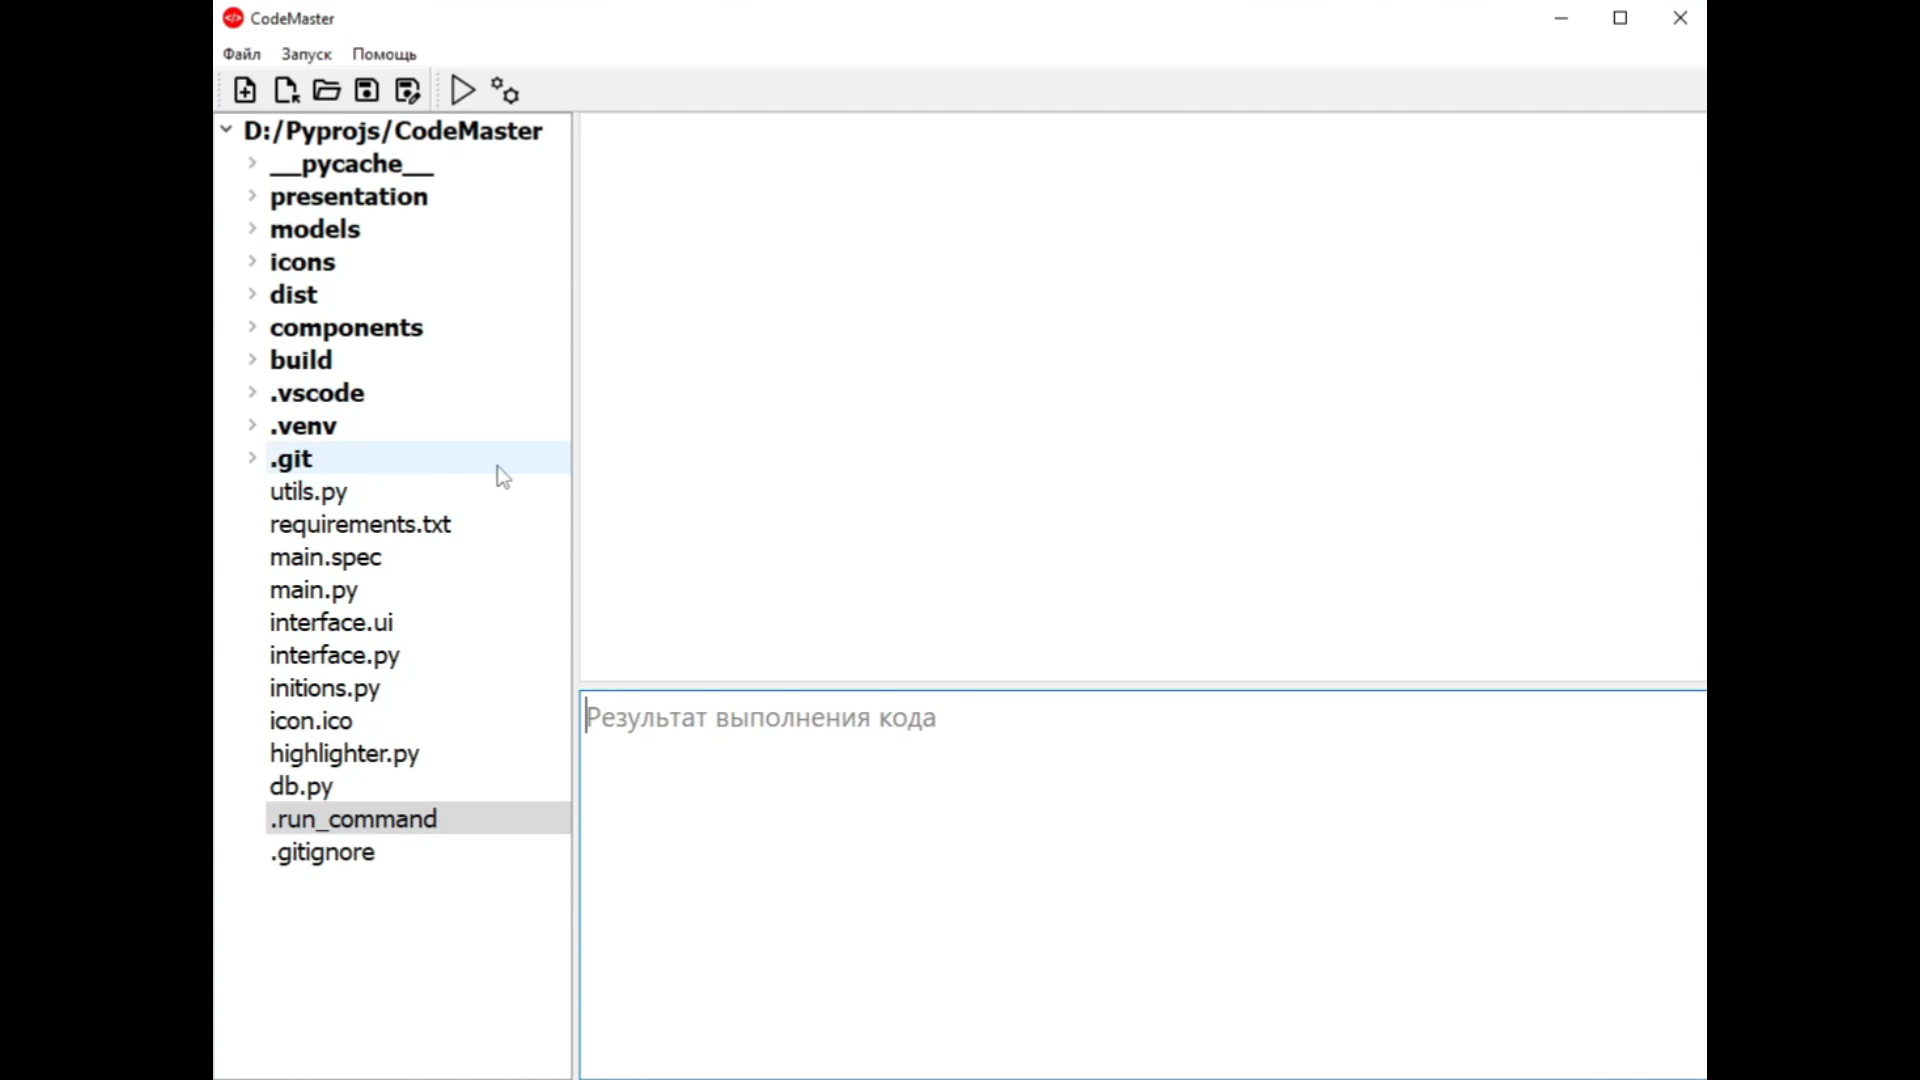 CodeMaster
Файл Запуск Помощь
D:/Pyprojs/CodeMaster
__pycache__
presentation
models
icons
dist
components
build
.vscode
.venv
.git
utils.py
requirements.txt
main.spec
main.py
interface.ui
interface.py
initions.py
icon.ico
highlighter.py
db.py
.run_command
.gitignore
Результат выполнения кода